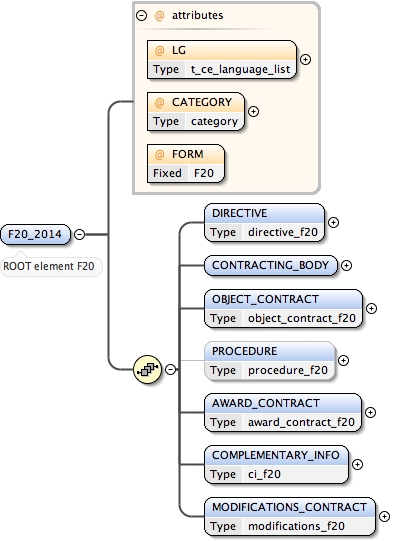 @ attributes
@ LG
Type t_ce_language_list
@ CATEGORY
Type category
@ FORM
Fixed F20
F20_2014
ROOT element F20
DIRECTIVE
Type directive_f20
CONTRACTING_BODY
OBJECT_CONTRACT
Type object_contract_f20
PROCEDURE
Type procedure_f20
AWARD_CONTRACT
Type award_contract_f20
COMPLEMENTARY_INFO
Type ci_f20
MODIFICATIONS_CONTRACT
Type modifications_f20